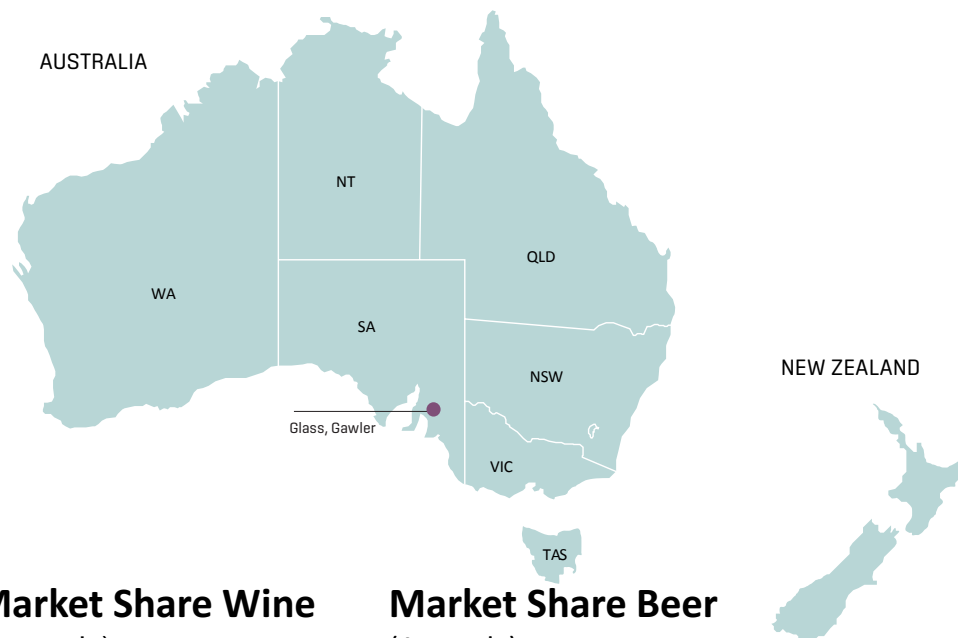 AUSTRALIA
NT
QLD
WA
SA
NSW
NEW ZEALAND
Glass, Gawler
VIC
TAS
Market Share Wine
Market Share Beer